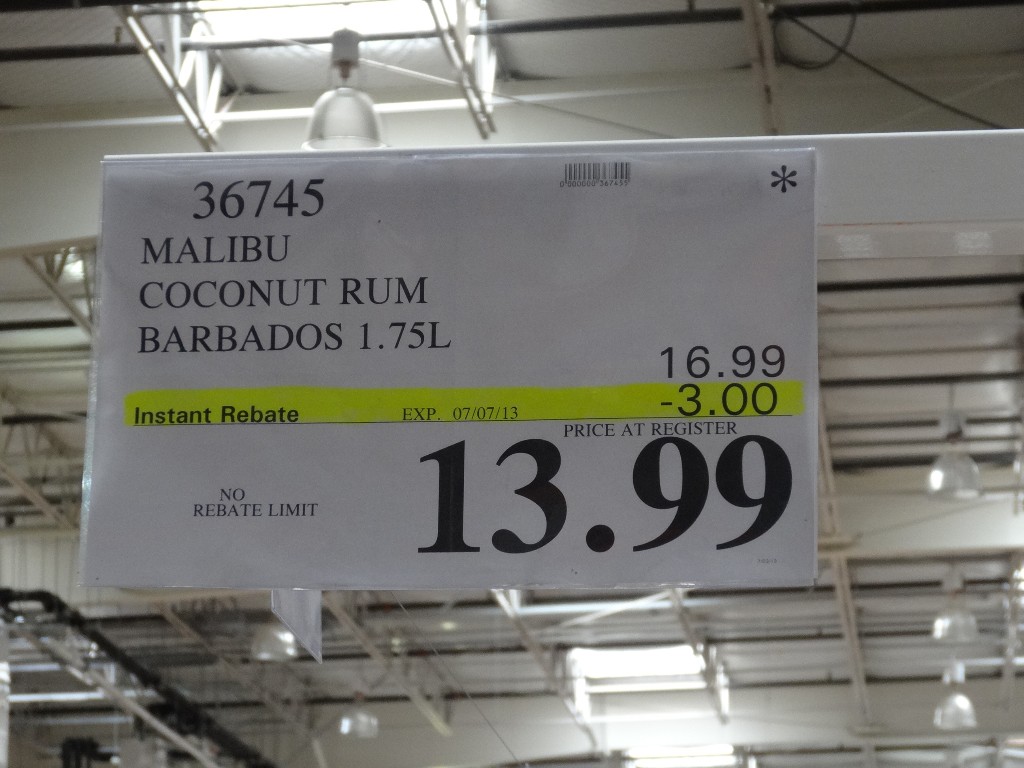 36745
*
MALIBU
COCONUT RUM
BARBADOS 1.75L
16.99
Instant Rebate EXP. 07/07/13 -3.00
PRICE AT REGISTER
13.99
NO
REBATE LIMIT